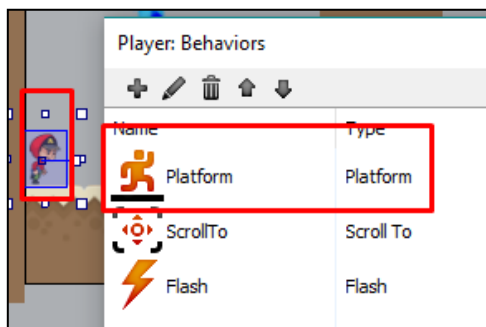 Player: Behaviors
Name Type
Platform Platform
ScrollTo Scroll To
Flash Flash